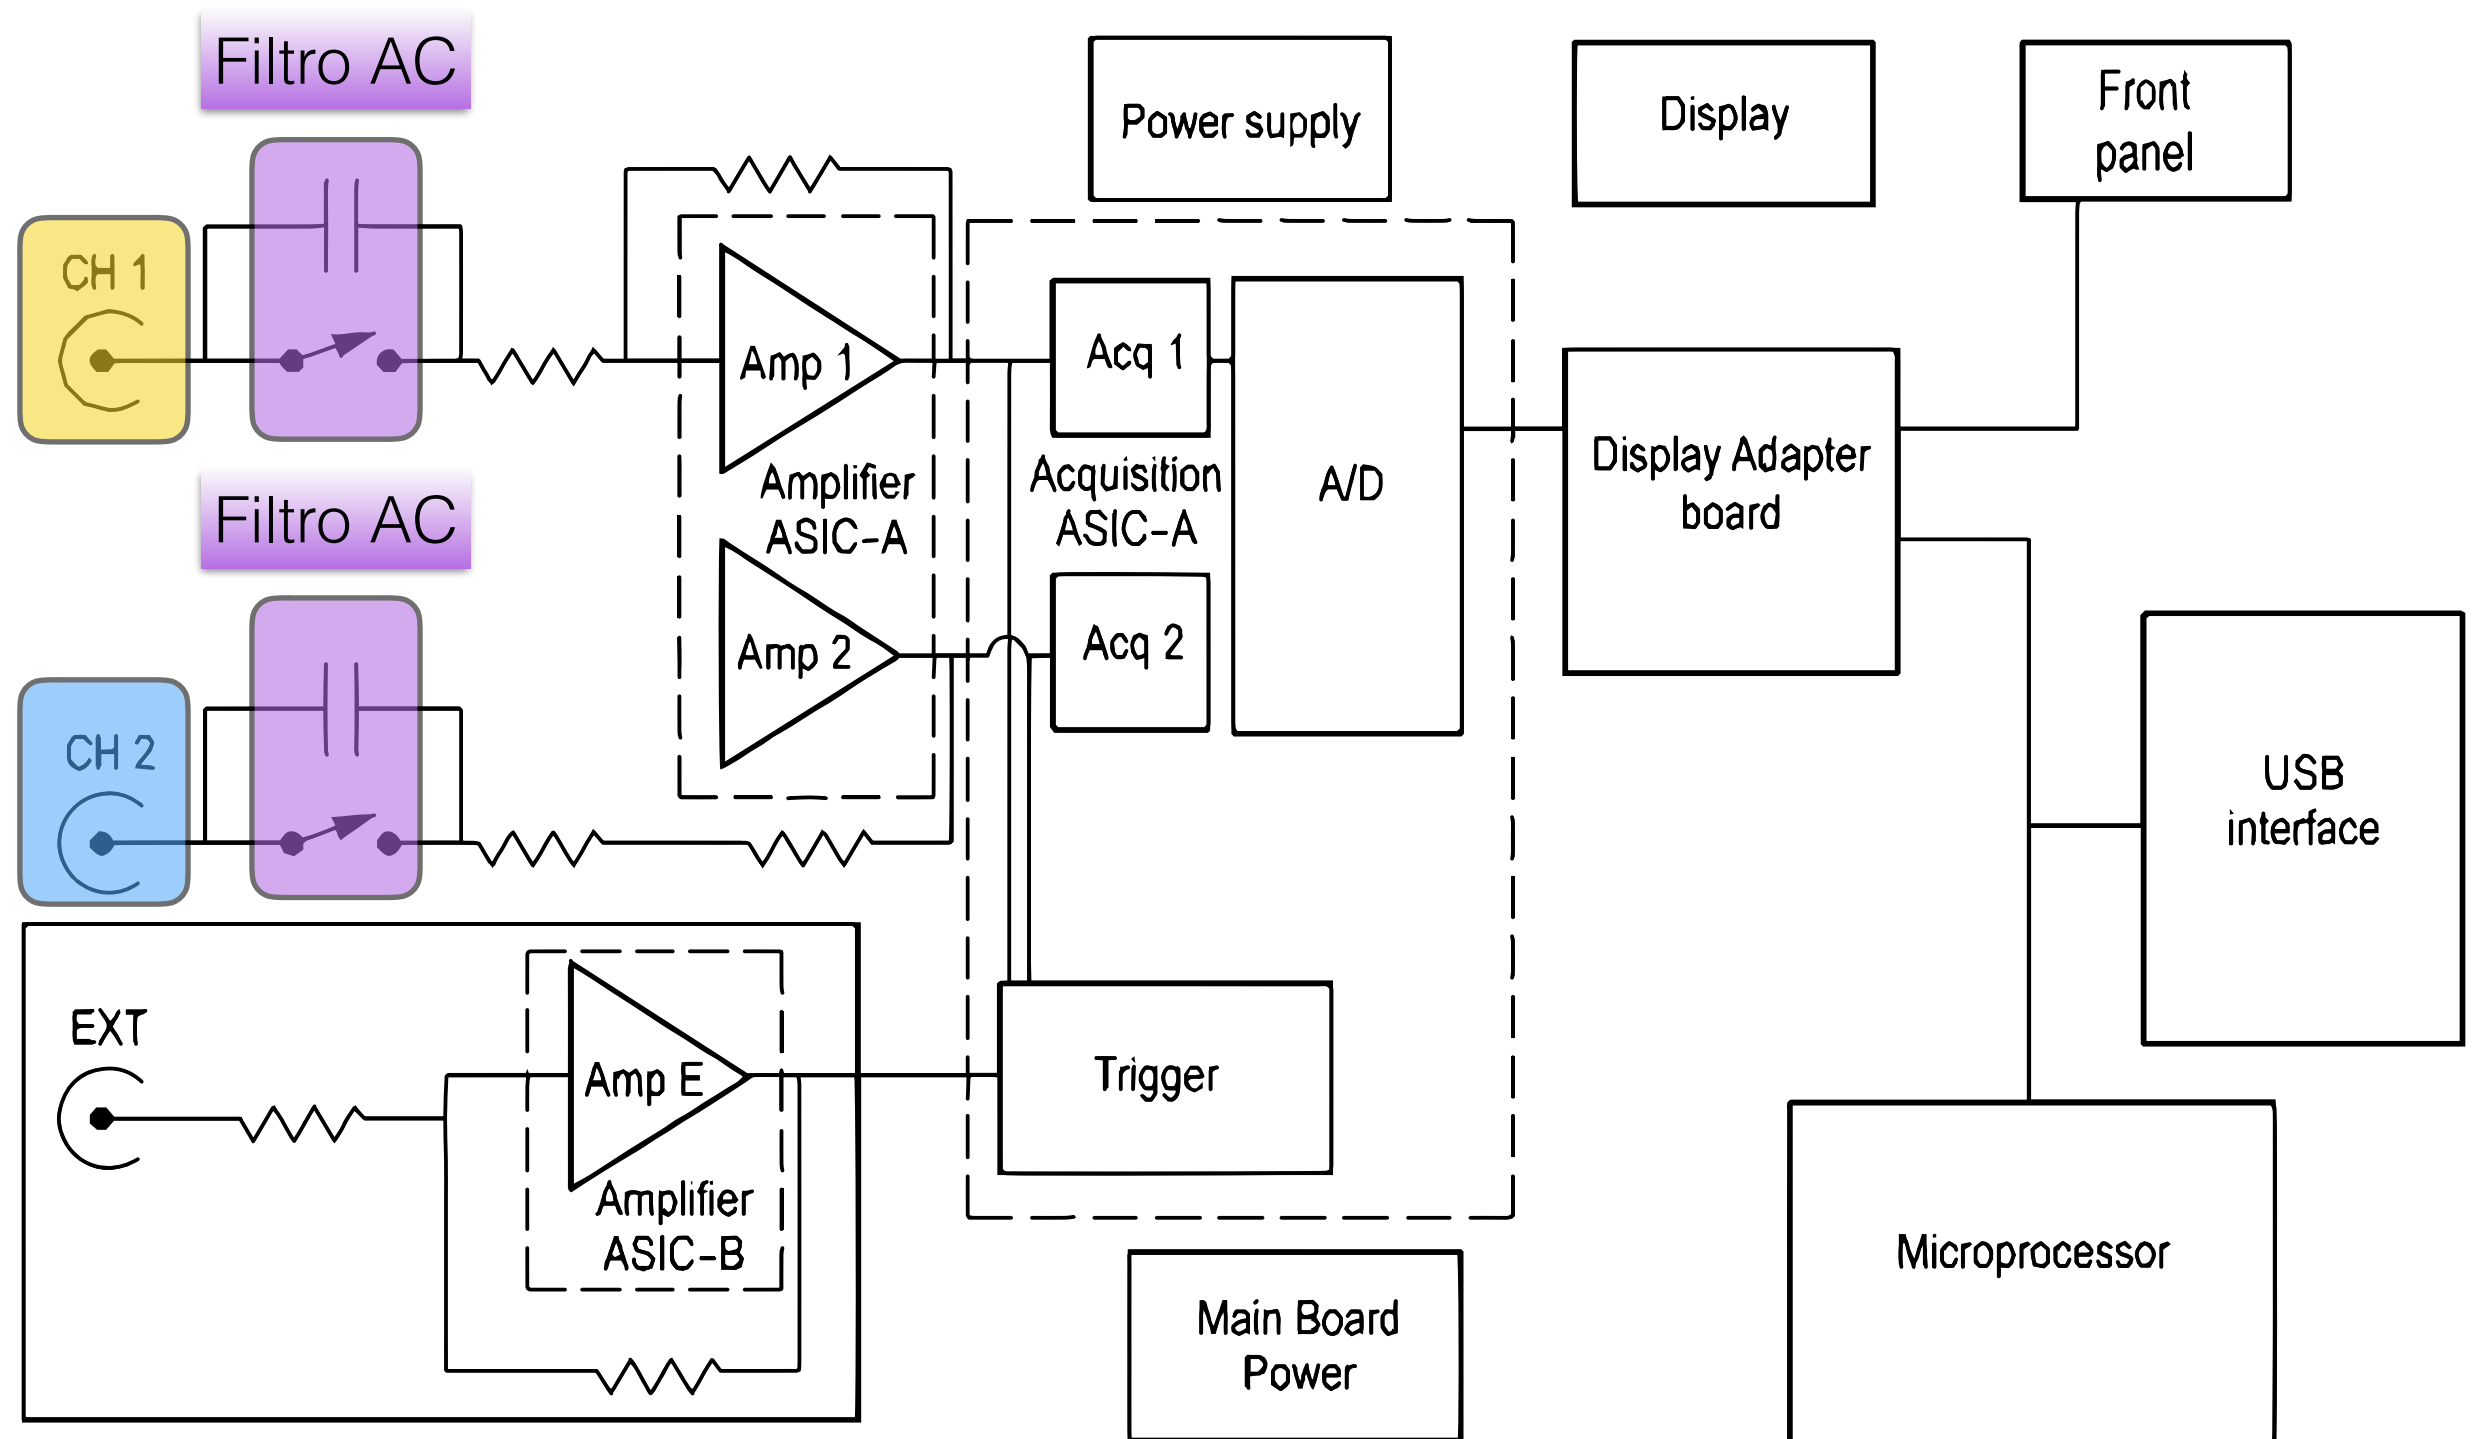 Filtro AC
Power supply
Display
Front
panel
CH 1
Amp 1
Acq 1
Amplifier
ASIC-A
Acquisition
ASIC-A
A/D
Display Adapter
board
Filtro AC
Amp 2
Acq 2
CH 2
USB
interface
EXT
Amp E
Trigger
Amplifier
ASIC-B
Microprocessor
Main Board
Power